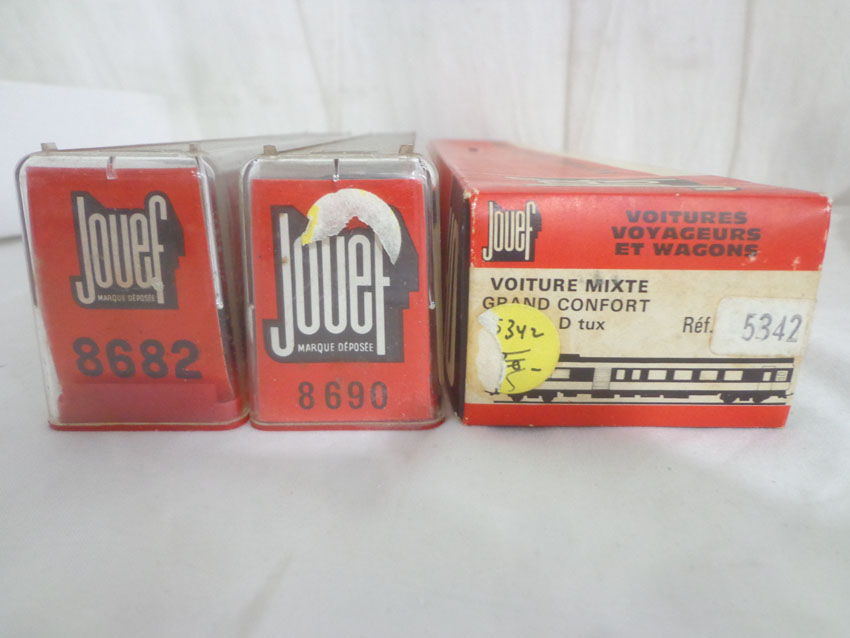 Jouef
MARQUE DÉPOSÉE
8682
Jouef
MARQUE DÉPOSÉE
8690
Jouef
VOITURES
VOYAGEURS
ET WAGONS
VOITURE MIXTE
GRAND CONFORT
D tux
Réf. 5342
5342